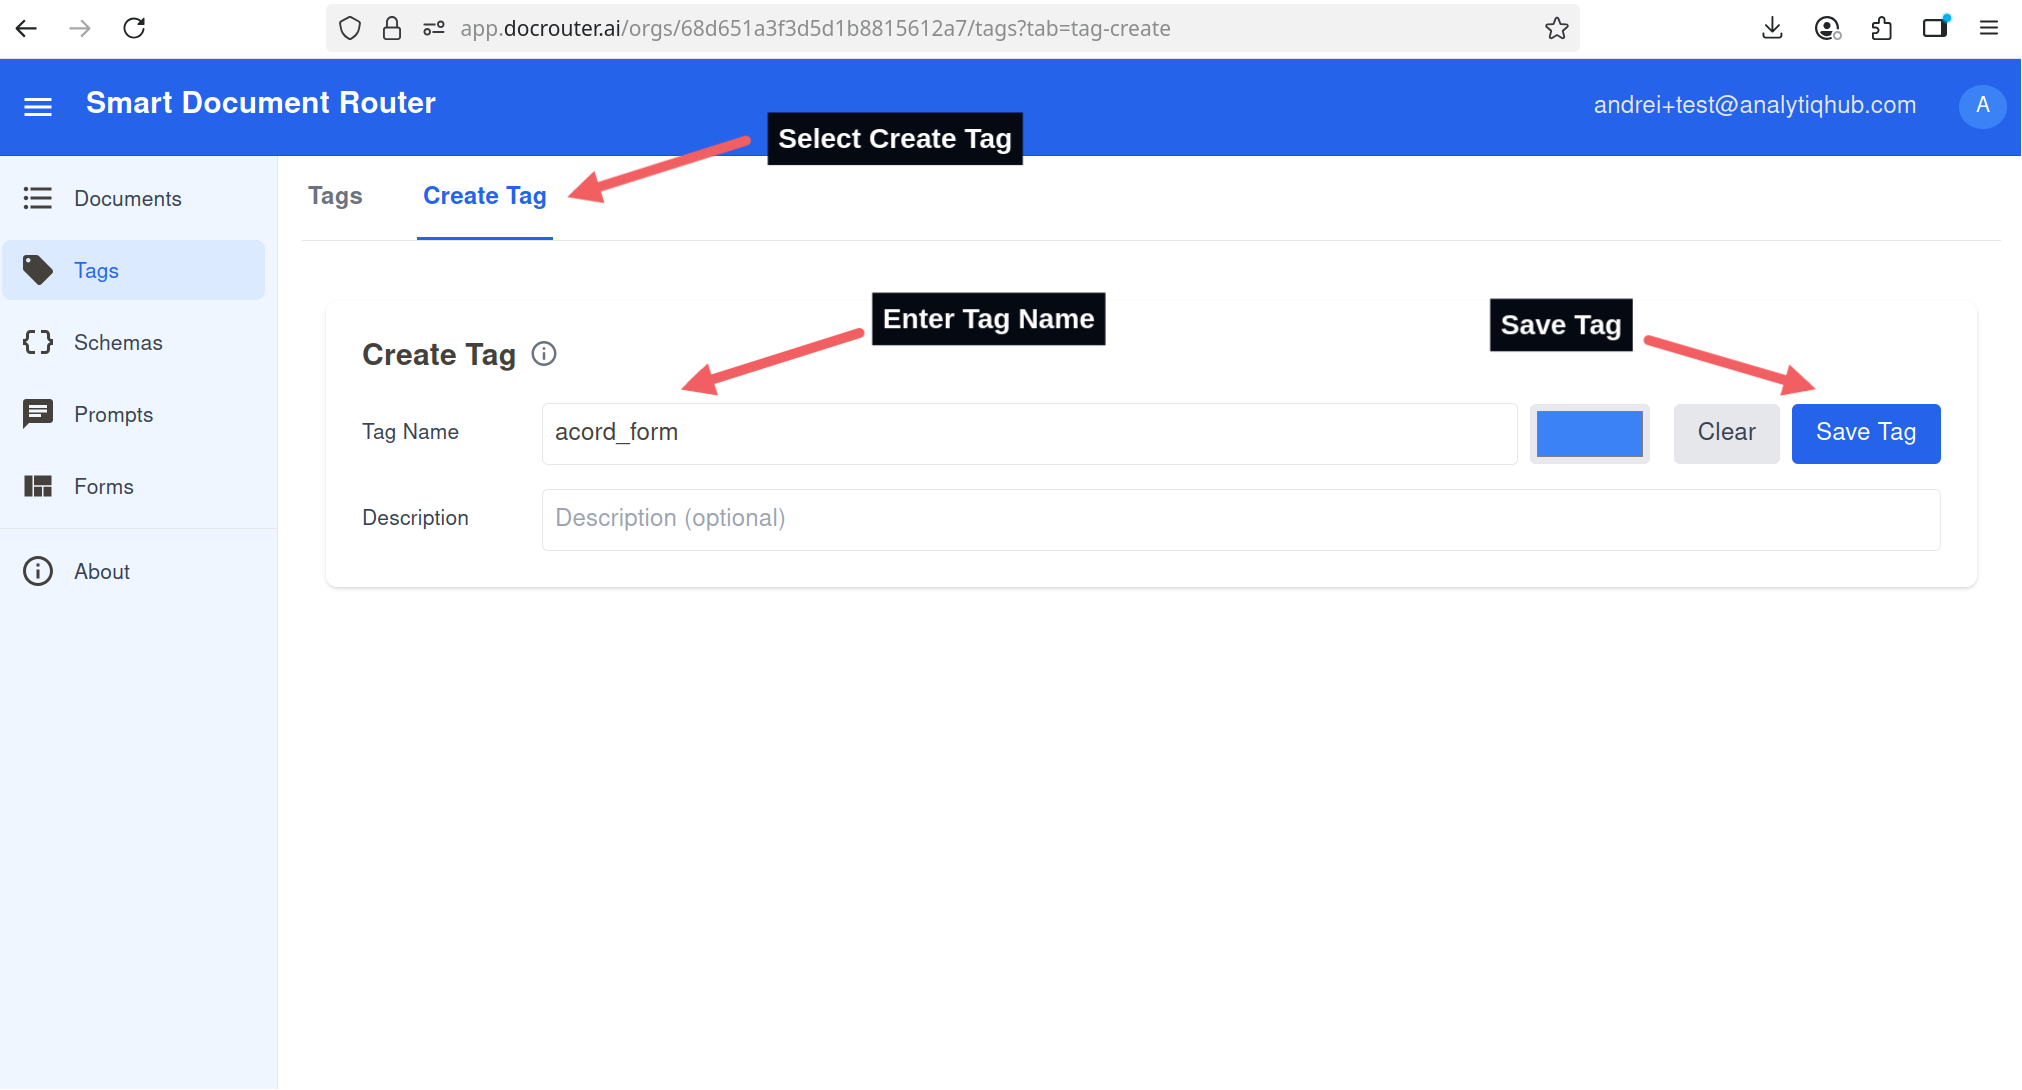 app.docrouter.ai/orgs/68d651a3f3d5d1b8815612a7/tags?tab=tag-create
Smart Document Router
andrei+test@analytiqhub.com
A
Select Create Tag
Documents
Tags
Schemas
Prompts
Forms
About
Tags
Create Tag
Enter Tag Name
Save Tag
Create Tag
Tag Name
acord_form
Clear
Save Tag
Description
Description (optional)